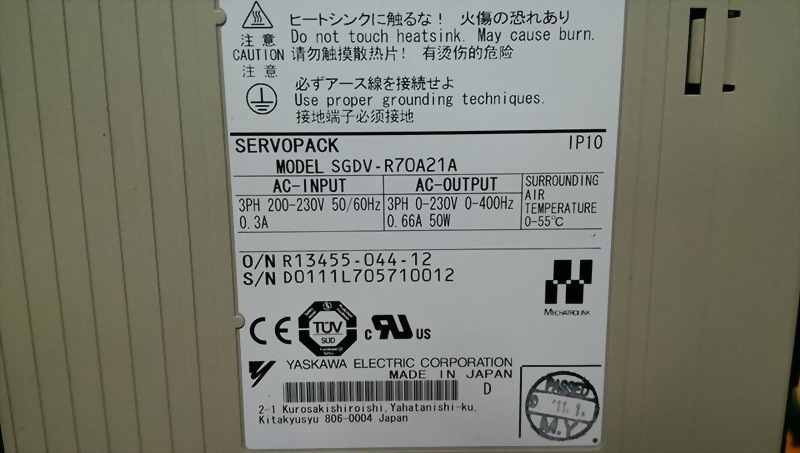 ヒートシンクに触るな！ 火傷の恐れあり
注意 Do not touch heatsink. May cause burn.
CAUTION 请勿触摸散热片！ 有烫伤的危险
注意
必ずアース線を接続せよ
Use proper grounding techniques.
接地端子必须接地
SERVOPACK IP10
MODEL SGDV-R70A21A
AC-INPUT AC-OUTPUT SURROUNDING AIR TEMPERATURE 0-55℃
3PH 200-230V 50/60Hz 3PH 0-230V 0-400Hz
0.3A 0.66A 50W
O/N R13455-044-12
S/N D0111L705710012
MECHATROLINK
CE TÜV SÜD c RU US
YASKAWA ELECTRIC CORPORATION
MADE IN JAPAN D
2-1 Kurosakishiroishi, Yahatanishi-ku,
Kitakyusyu 806-0004 Japan
PASSED
D '11.1.
M.Y